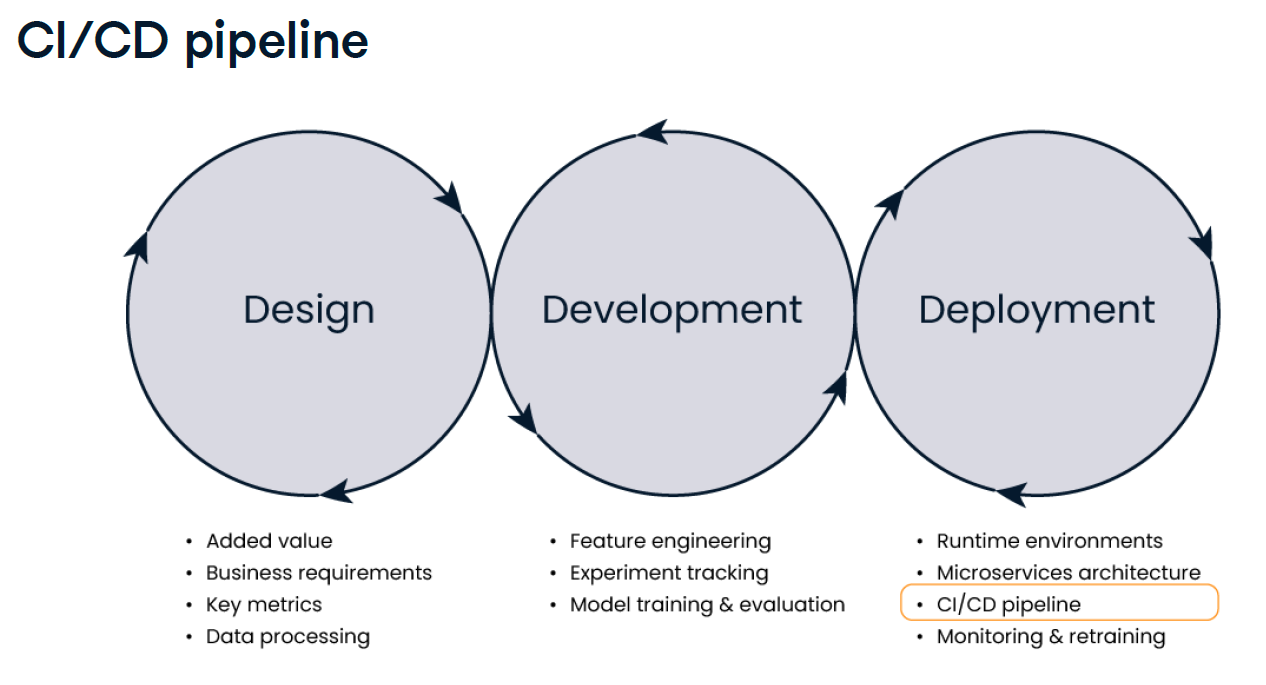 CI/CD pipeline
Design
Development
Deployment
• Added value
• Business requirements
• Key metrics
• Data processing
• Feature engineering
• Experiment tracking
• Model training & evaluation
• Runtime environments
• Microservices architecture
• CI/CD pipeline
• Monitoring & retraining